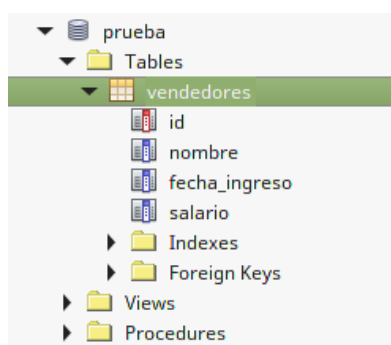 prueba
Tables
vendedores
id
nombre
fecha_ingreso
salario
Indexes
Foreign Keys
Views
Procedures